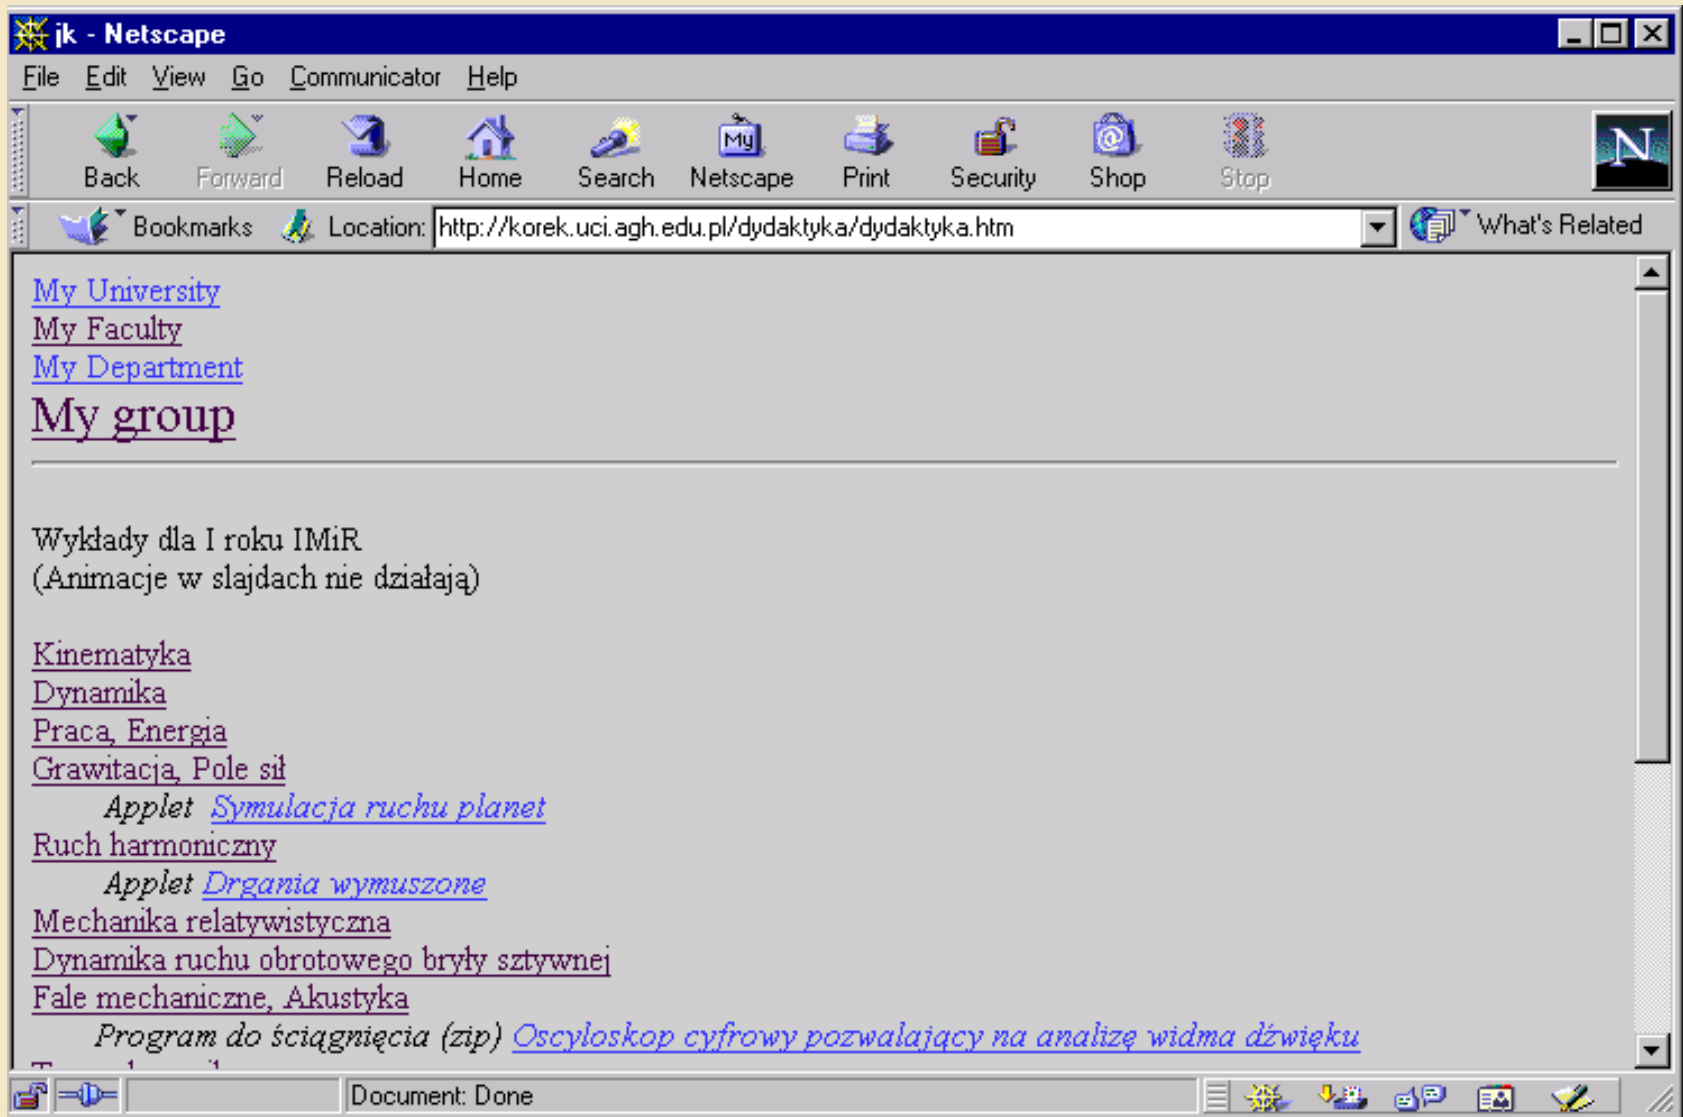 jk - Netscape
File Edit View Go Communicator Help
My N
Back Forward Reload Home Search Netscape Print Security Shop Stop
Bookmarks Location: http://korek.uci.agh.edu.pl/dydaktyka/dydaktyka.htm What's Related
My University
My Faculty
My Department
My group
Wykłady dla I roku IMiR
(Animacje w slajdach nie działają)
Kinematyka
Dynamika
Praca, Energia
Grawitacja, Pole sił
Applet Symulacja ruchu planet
Ruch harmoniczny
Applet Drgania wymuszone
Mechanika relatywistyczna
Dynamika ruchu obrotowego bryły sztywnej
Fale mechaniczne, Akustyka
Program do ściągnięcia (zip) Oscyloskop cyfrowy pozwalający na analizę widma dźwięku
Document: Done